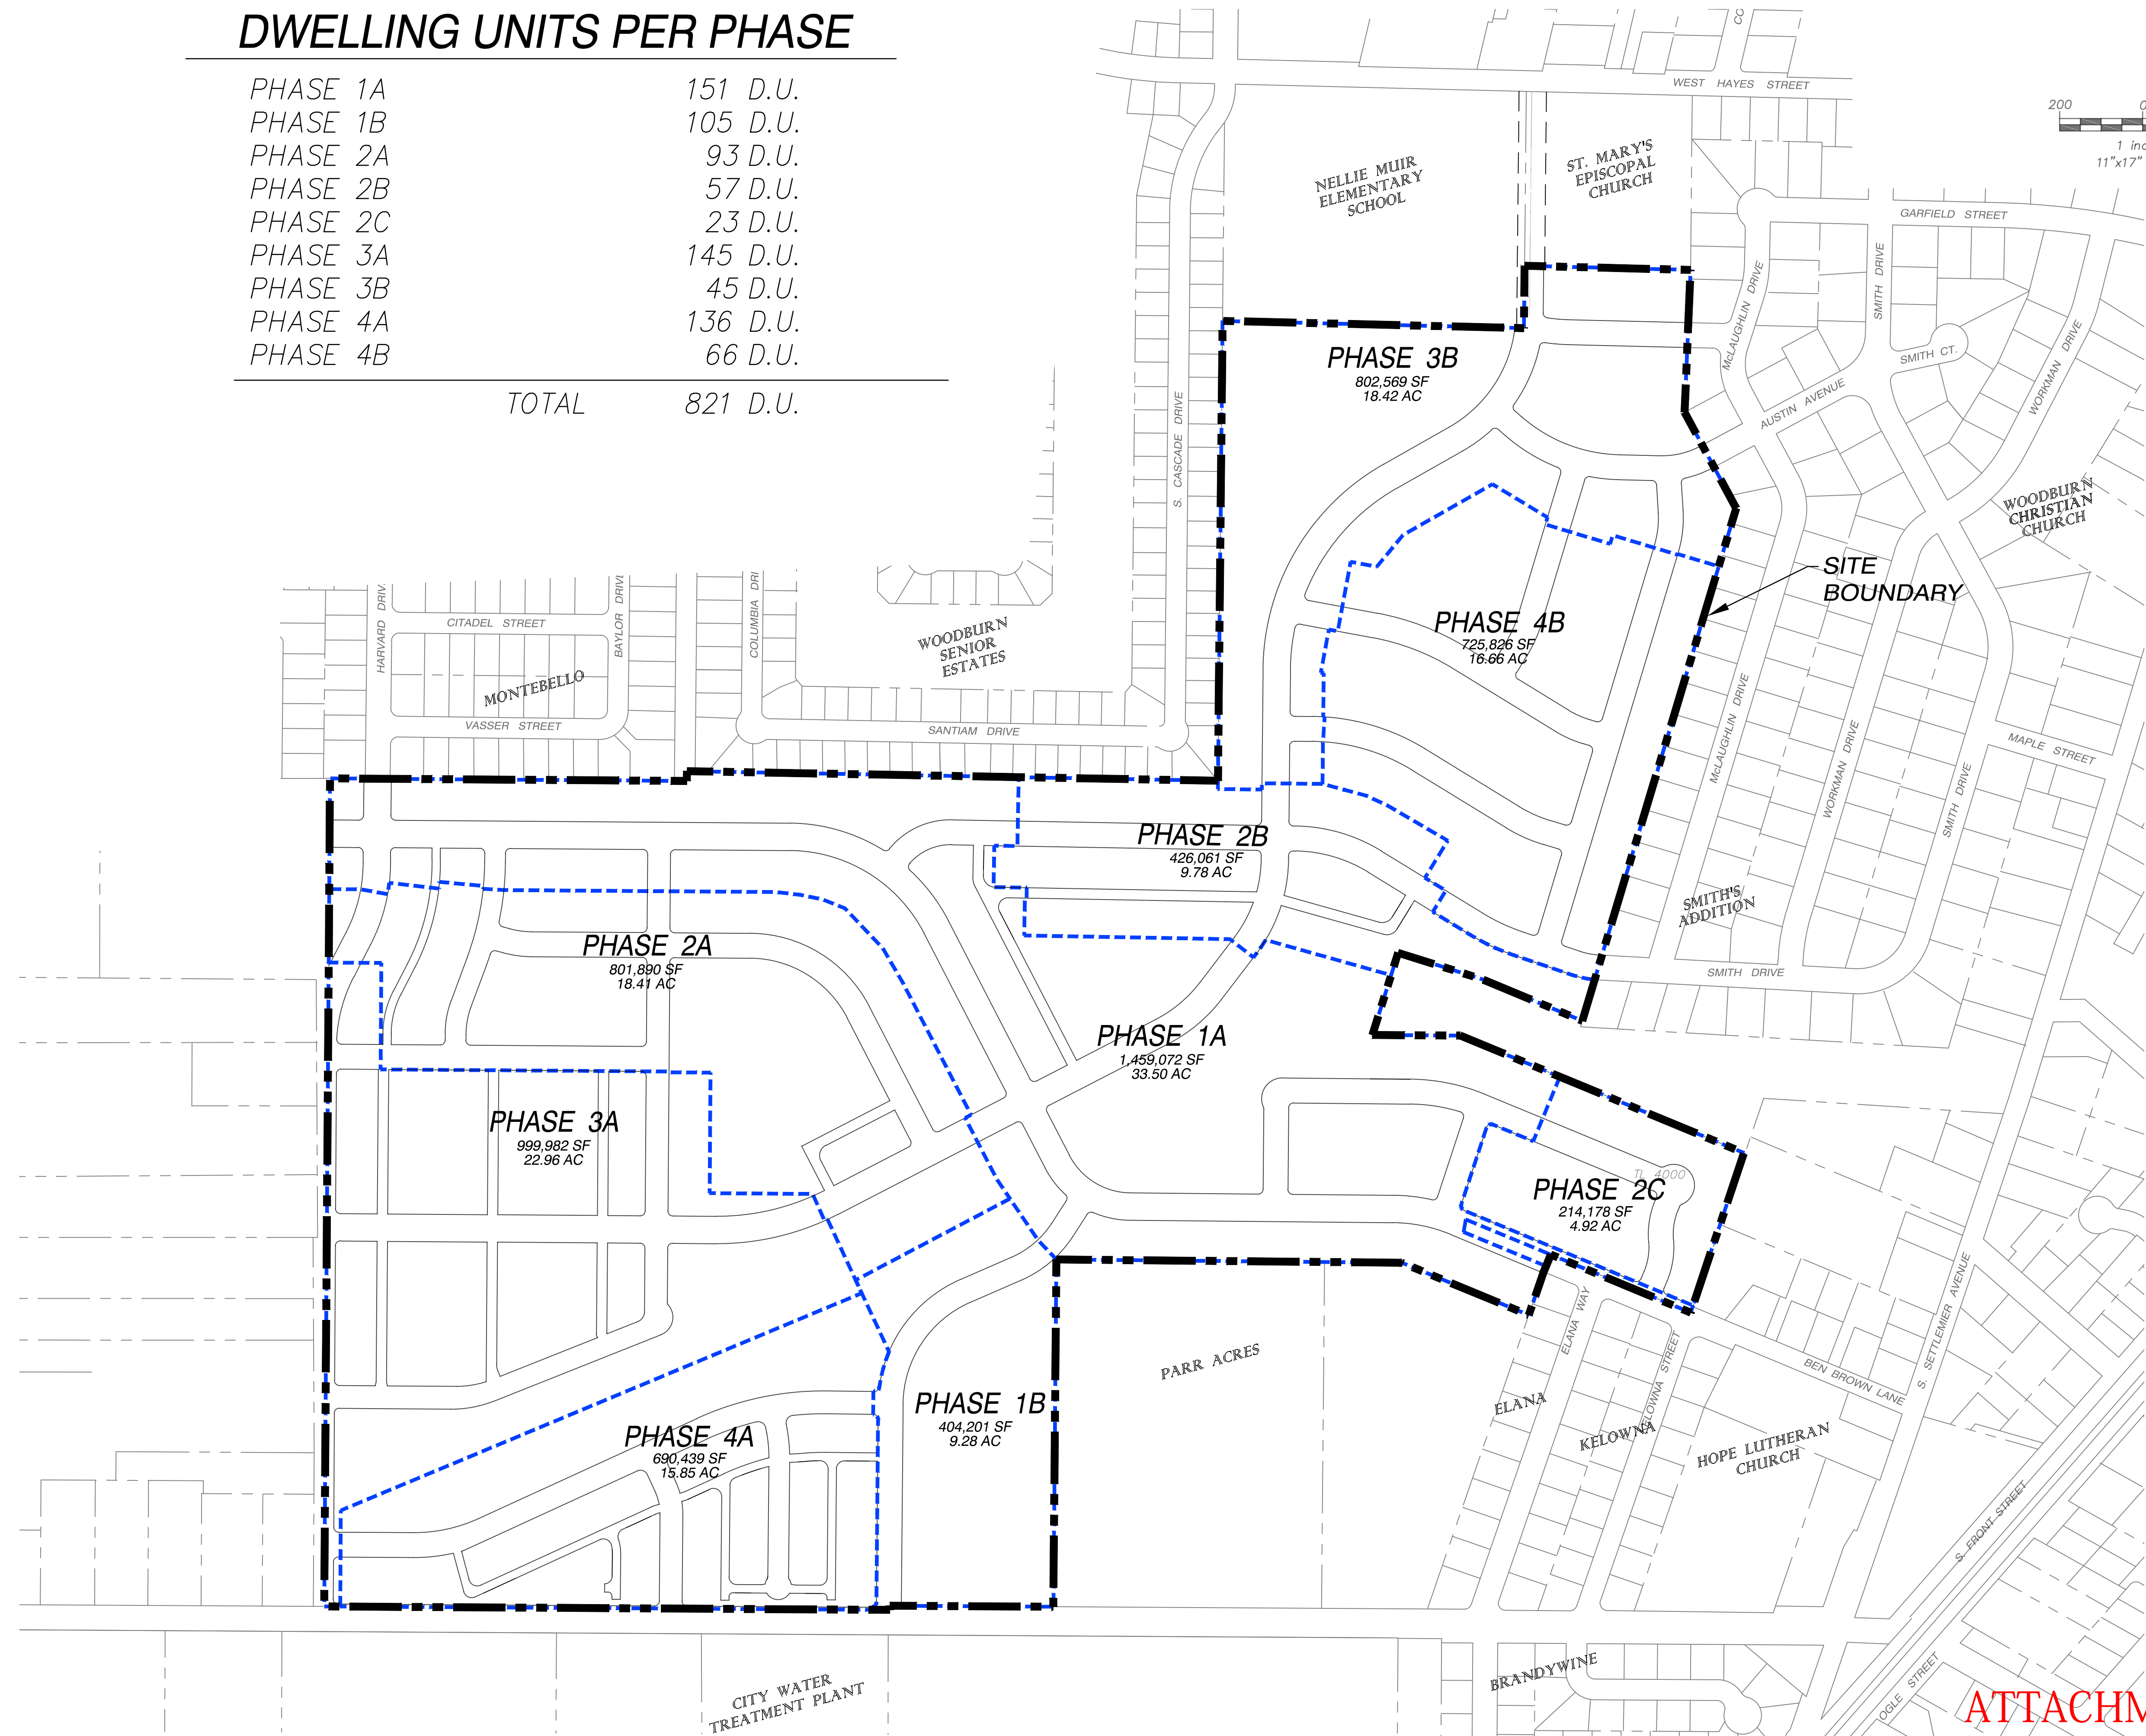 DWELLING UNITS PER PHASE
PHASE 1A 151 D.U.
PHASE 1B 105 D.U.
PHASE 2A 93 D.U.
PHASE 2B 57 D.U.
PHASE 2C 23 D.U.
PHASE 3A 145 D.U.
PHASE 3B 45 D.U.
PHASE 4A 136 D.U.
PHASE 4B 66 D.U.
TOTAL 821 D.U.
WEST HAYES STREET
200
11"x17"
NELLIE MUIR
ELEMENTARY
SCHOOL
ST. MARY'S
EPISCOPAL
CHURCH
GARFIELD STREET
SMITH DRIVE
McLAUGHLIN DRIVE
SMITH CT.
WORKMAN DRIVE
AUSTIN AVENUE
S. CASCADE DRIVE
PHASE 3B
802,569 SF
18.42 AC
WOODBURN
CHRISTIAN
CHURCH
SITE
BOUNDARY
PHASE 4B
725,826 SF
16.66 AC
HARVARD DRIV
CITADEL STREET
BAYLOR DRIVE
COLUMBIA DRI
MONTEBELLO
VASSER STREET
WOODBURN
SENIOR
ESTATES
SANTIAM DRIVE
McLAUGHLIN DRIVE
WORKMAN DRIVE
SMITH DRIVE
MAPLE STREET
PHASE 2B
426,061 SF
9.78 AC
SMITH'S
ADDITION
SMITH DRIVE
PHASE 2A
801,890 SF
18.41 AC
PHASE 1A
1,459,072 SF
33.50 AC
PHASE 3A
999,982 SF
22.96 AC
TL 4000
PHASE 2C
214,178 SF
4.92 AC
PARR ACRES
ELANA WAY
KELOWNA STREET
ELANA
KELOWNA
BEN BROWN LANE
S. SETTLEMIER AVENUE
HOPE LUTHERAN
CHURCH
PHASE 1B
404,201 SF
9.28 AC
PHASE 4A
690,439 SF
15.85 AC
S. FRONT STREET
OGLE STREET
BRANDYWINE
CITY WATER
TREATMENT PLANT
ATTACHM